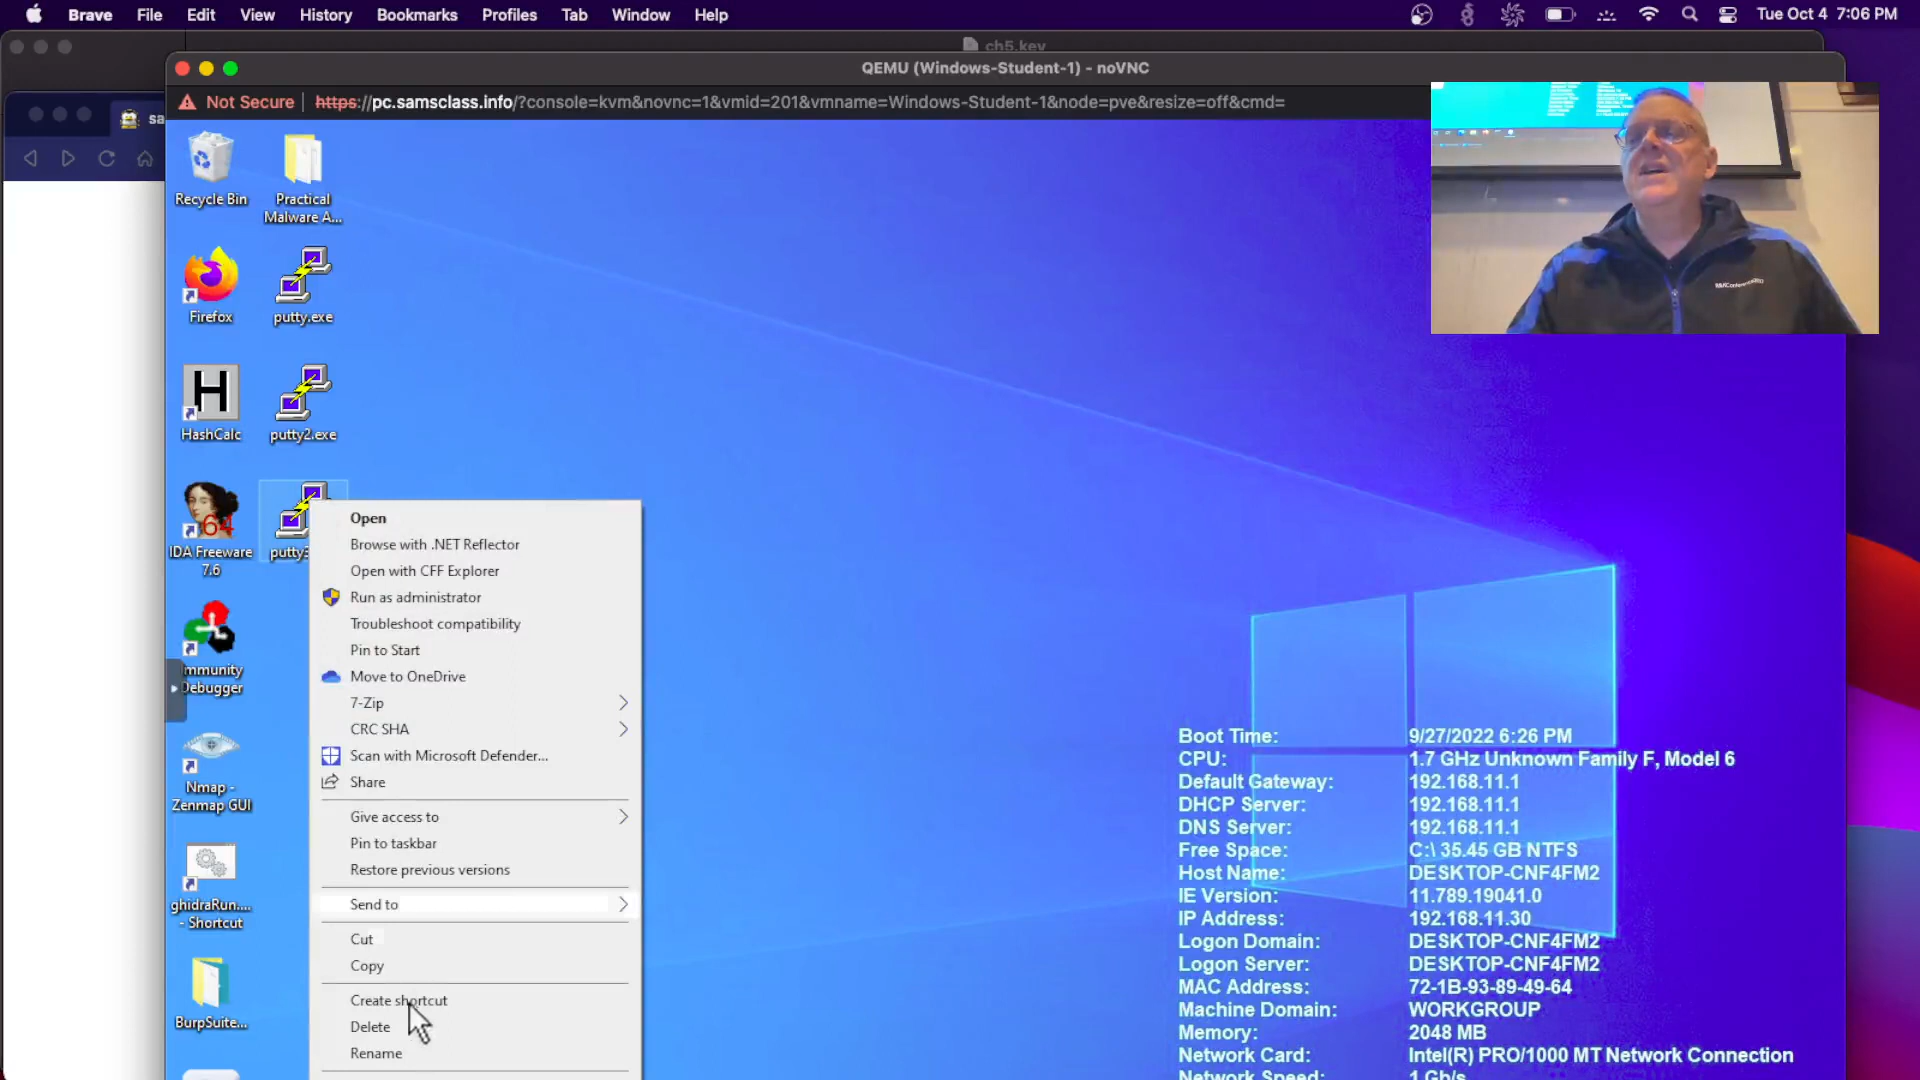 Brave File Edit View History Bookmarks Profiles Tab Window Help
Tue Oct 4 7:06 PM
ch5.key
QEMU (Windows-Student-1) - noVNC
Not Secure https://pc.samsclass.info/?console=kvm&novnc=1&vmid=201&vmname=Windows-Student-1&node=pve&resize=off&cmd=
sa
Recycle Bin
Practical
Malware A...
Firefox
putty.exe
H
HashCalc
putty2.exe
64
IDA Freeware
7.6
putty3
mmunity
Debugger
Nmap -
Zenmap GUI
ghidraRun....
- Shortcut
BurpSuite...
Open
Browse with .NET Reflector
Open with CFF Explorer
Run as administrator
Troubleshoot compatibility
Pin to Start
Move to OneDrive
7-Zip
CRC SHA
Scan with Microsoft Defender...
Share
Give access to
Pin to taskbar
Restore previous versions
Send to
Cut
Copy
Create shortcut
Delete
Rename
Boot Time: 9/27/2022 6:26 PM
CPU: 1.7 GHz Unknown Family F, Model 6
Default Gateway: 192.168.11.1
DHCP Server: 192.168.11.1
DNS Server: 192.168.11.1
Free Space: C:\ 35.45 GB NTFS
Host Name: DESKTOP-CNF4FM2
IE Version: 11.789.19041.0
IP Address: 192.168.11.30
Logon Domain: DESKTOP-CNF4FM2
Logon Server: DESKTOP-CNF4FM2
MAC Address: 72-1B-93-89-49-64
Machine Domain: WORKGROUP
Memory: 2048 MB
Network Card: Intel(R) PRO/1000 MT Network Connection
Network Speed: 1 Gb/s